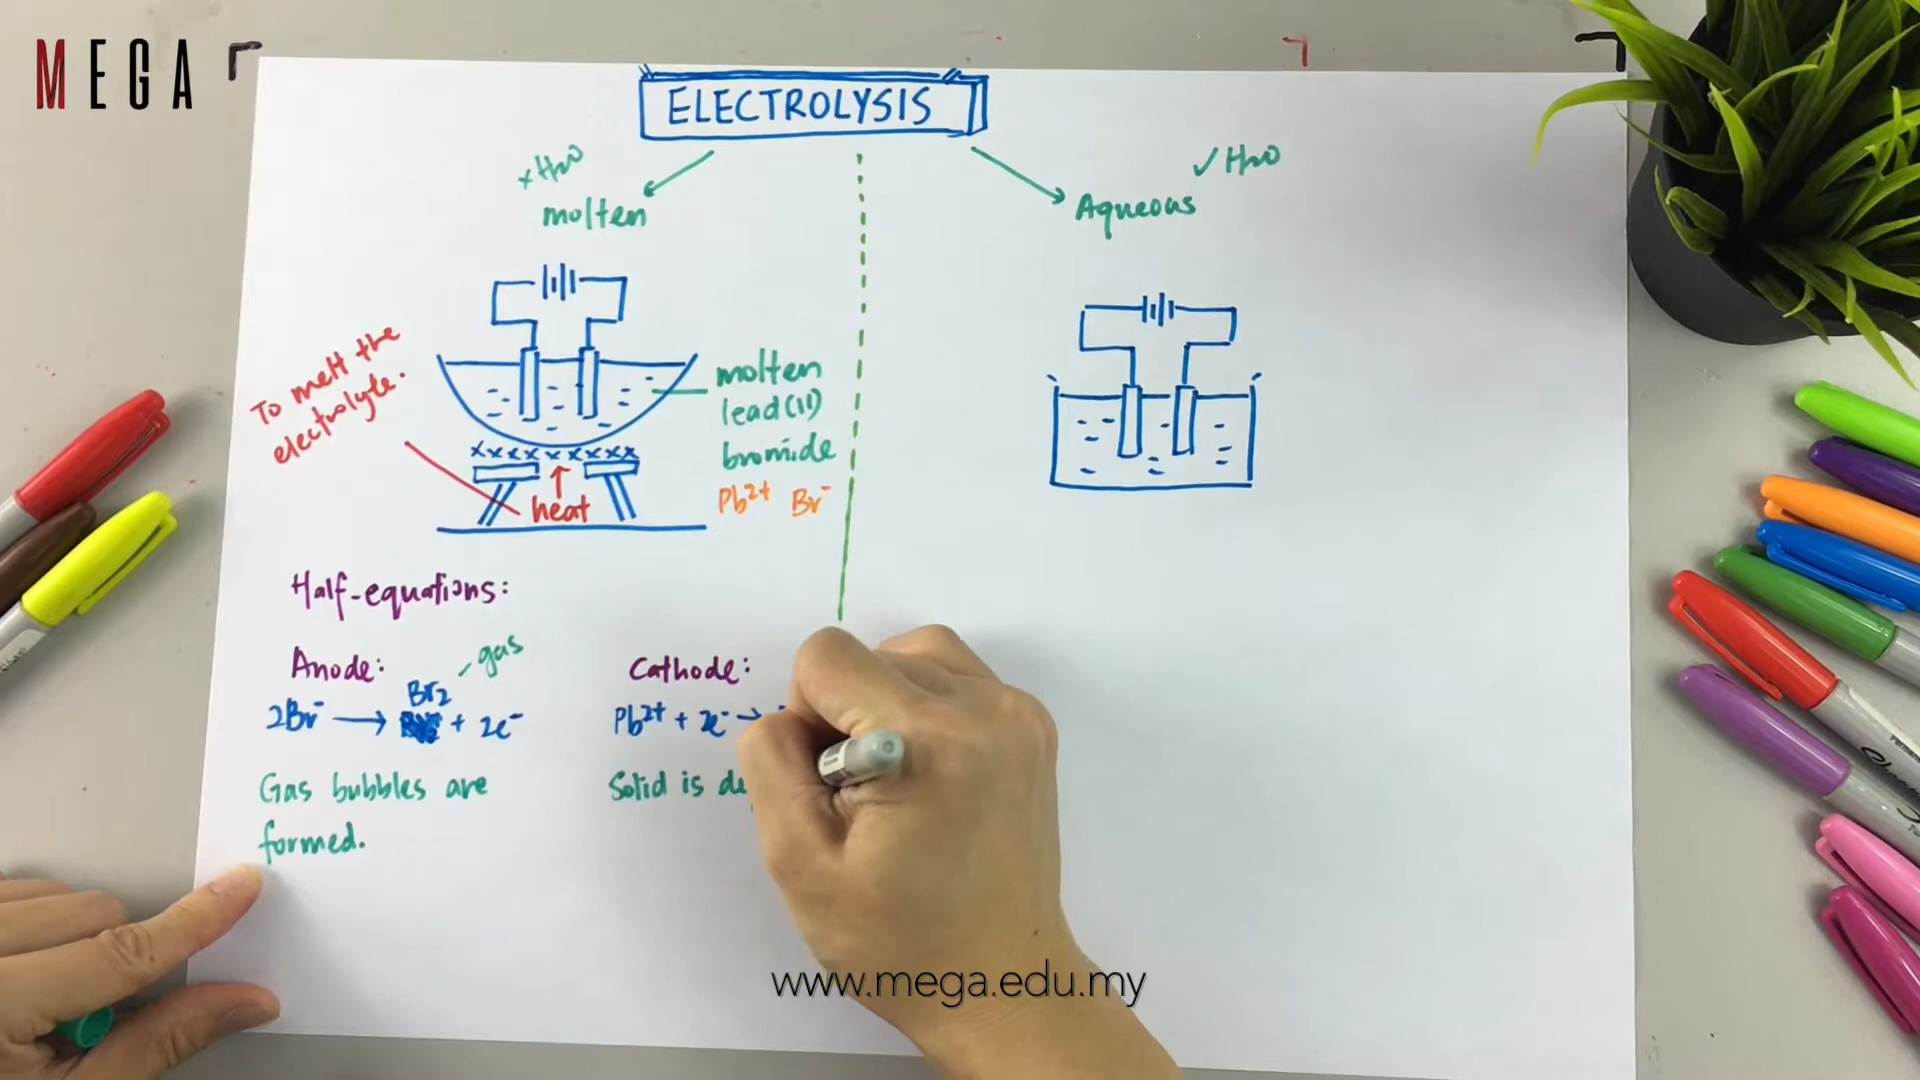 MEGA
ELECTROLYSIS
× H₂O
molten
✓ H₂O
Aqueous
To melt the
electrolyte.
molten
lead(II)
bromide
Pb²⁺ Br⁻
heat
Half-equations:
Anode:
gas
Br₂
2Br⁻ → + 2e⁻
Gas bubbles are
formed.
Cathode:
Pb²⁺ + 2e⁻ →
Solid is
www.mega.edu.my